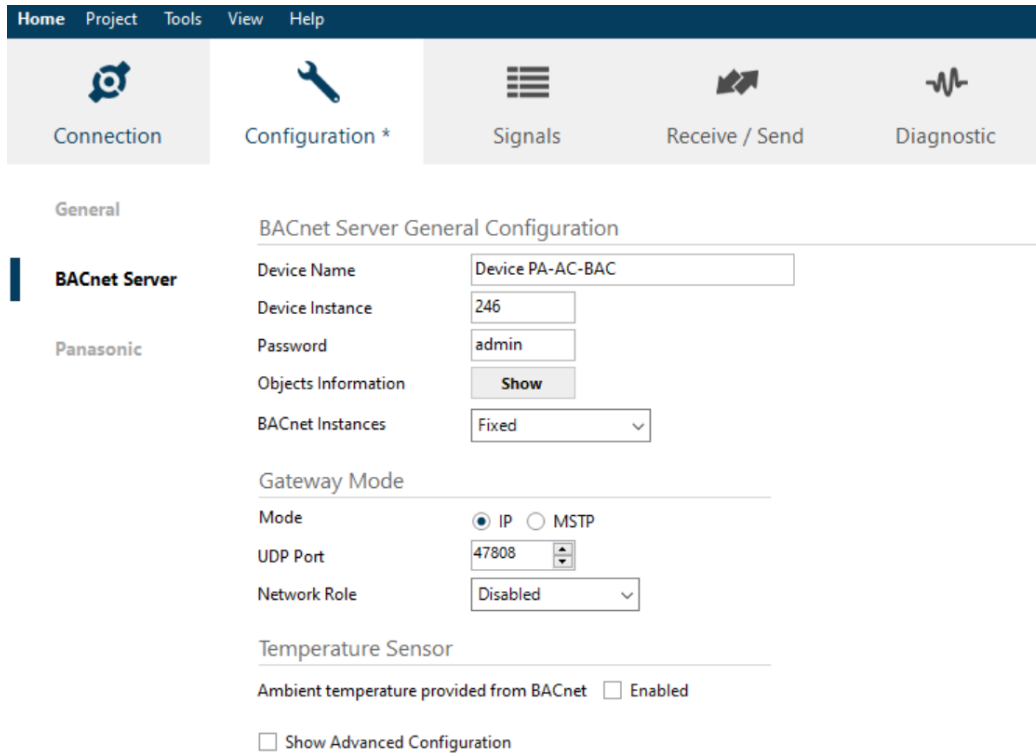 Home Project Tools View Help
Connection Configuration * Signals Receive / Send Diagnostic
General
BACnet Server
Panasonic
BACnet Server General Configuration
Device Name Device PA-AC-BAC
Device Instance 246
Password admin
Objects Information Show
BACnet Instances Fixed
Gateway Mode
Mode IP MSTP
UDP Port 47808
Network Role Disabled
Temperature Sensor
Ambient temperature provided from BACnet Enabled
Show Advanced Configuration